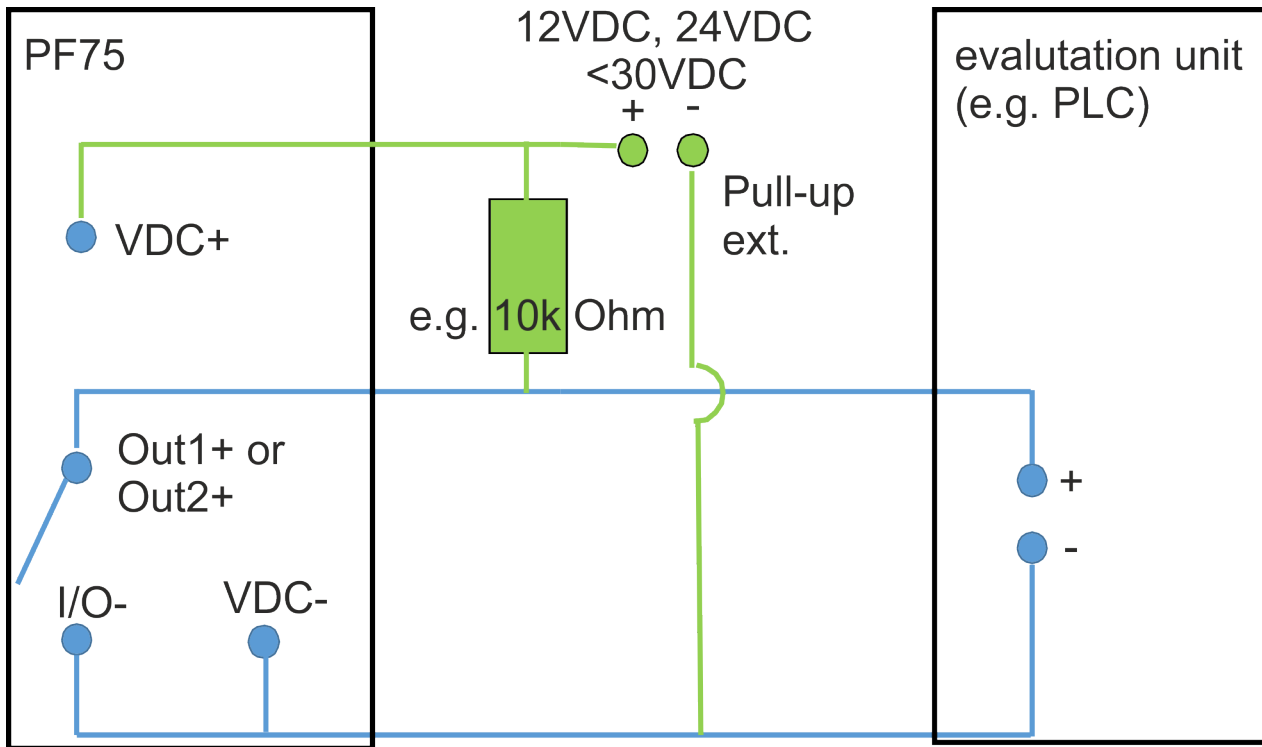 PF75
12VDC, 24VDC
<30VDC
+ -
evalutation unit
(e.g. PLC)
VDC+
Pull-up
ext.
e.g. 10k Ohm
Out1+ or
Out2+
+
-
I/O-
VDC-